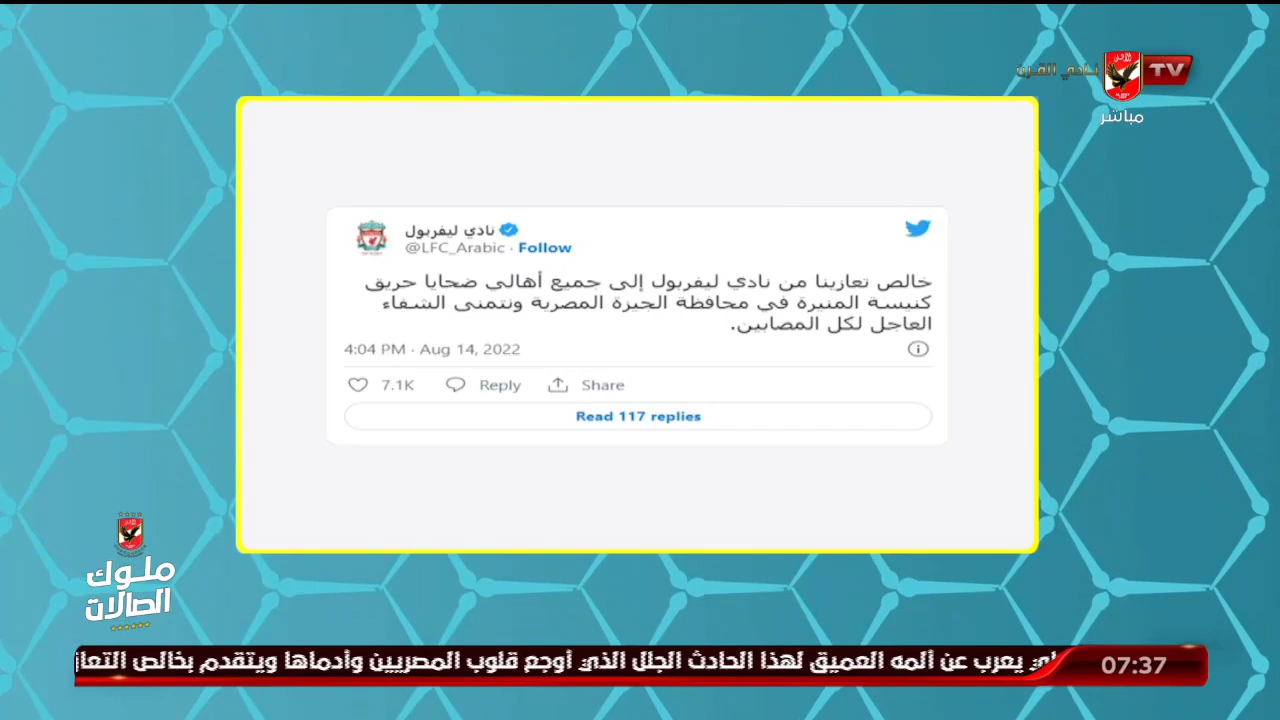 نادي القرن
TV
مباشر
نادي ليفربول
@LFC_Arabic · Follow
خالص تعازينا من نادي ليفربول إلى جميع أهالي ضحايا حريق
كنيسة المنيرة في محافظة الجيزة المصرية ونتمنى الشفاء
العاجل لكل المصابين.
4:04 PM · Aug 14, 2022
7.1K Reply Share
Read 117 replies
ملوك
الصالات
يعرب عن ألمه العميق لهذا الحادث الجلل الذي أوجع قلوب المصريين وأدماها ويتقدم بخالص
07:37